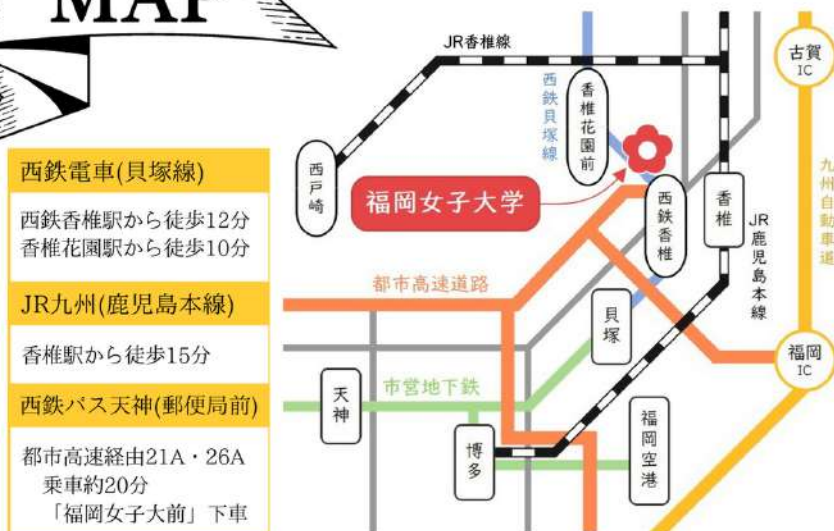 MAP
西鉄電車(貝塚線)
西鉄香椎駅から徒歩12分
香椎花園駅から徒歩10分
JR九州(鹿児島本線)
香椎駅から徒歩15分
西鉄バス天神(郵便局前)
都市高速経由21A・26A
乗車約20分
「福岡女子大前」下車
JR香椎線
西鉄貝塚線
香椎花園前
古賀
IC
西戸崎
福岡女子大学
西鉄香椎
香椎
JR鹿児島本線
九州自動車道
都市高速道路
貝塚
福岡
IC
天神
市営地下鉄
博多
福岡空港